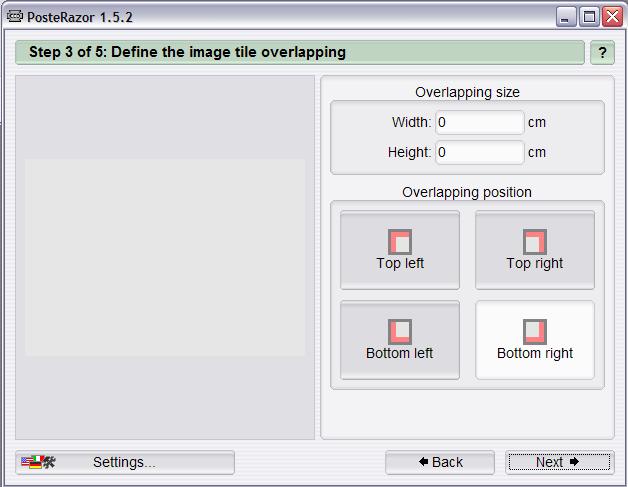 PosteRazor 1.5.2
Step 3 of 5: Define the image tile overlapping ?
Overlapping size
Width: 0 cm
Height: 0 cm
Overlapping position
Top left Top right
Bottom left Bottom right
Settings... Back Next